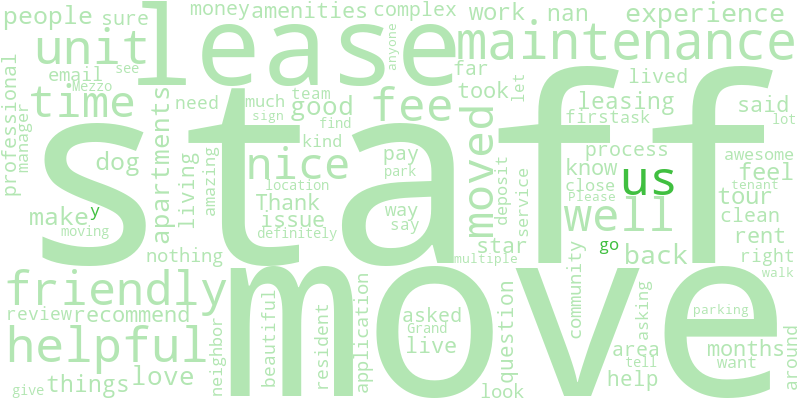 people
sure
money
amenities
complex
work
nan
experience
unit
lease
anyone
maintenance
email
see
Mezzo
team
far
lived
time
need
much
good
fee
took
let
leasing
said
professional
manager
sign
find
firstask
lot
staff
dog
apartments
living
amazing
nice
kind
pay
park
moved
deposit
service
process
know
close
Please
us
awesome
feel
tenant
location
Thank
way
say
well
tour
clean
make
y
moving
issue
definitely
star
go
back
rent
right
nothing
multiple
community
walk
friendly
move
review
recommend
neighbor
beautiful
resident
application
asked
Grand
live
question
asking
parking
helpful
area
tell
months
want
around
give
things
love
look
help